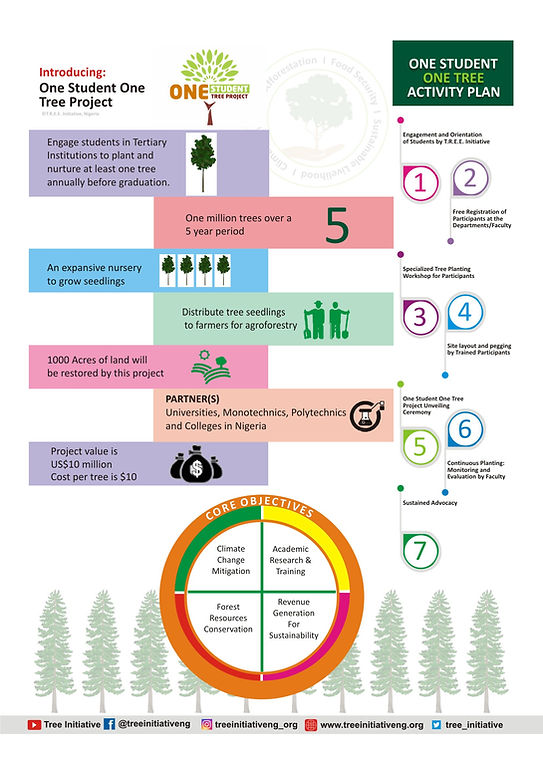 Introducing:
One Student One
Tree Project
©T.R.E.E. Initiative, Nigeria
ONE STUDENT
TREE PROJECT
Afforestation | Food Security | Sustainable Livelihood |
Engage students in Tertiary
Institutions to plant and
nurture at least one tree
annually before graduation.
One million trees over a
5 year period
5
An expansive nursery
to grow seedlings
Distribute tree seedlings
to farmers for agroforestry
1000 Acres of land will
be restored by this project
PARTNER(S)
Universities, Monotechnics, Polytechnics
and Colleges in Nigeria
Project value is
US$10 million
Cost per tree is $10
$
ONE STUDENT
ONE TREE
ACTIVITY PLAN
Engagement and Orientation
of Students by T.R.E.E. Initiative
1
2
Free Registration of
Participants at the
Departments/Faculty
Specialized Tree Planting
Workshop for Participants
3
4
Site layout and pegging
by Trained Participants
One Student One Tree
Project Unveiling
Ceremony
5
6
Continuous Planting:
Monitoring and
Evaluation by Faculty
Sustained Advocacy
7
CORE OBJECTIVES
Climate
Change
Mitigation
Academic
Research &
Training
Forest
Resources
Conservation
Revenue
Generation
For
Sustainability
Tree Initiative @treeinitiativeng treeinitiativeng_org www.treeinitiativeng.org tree_initiative